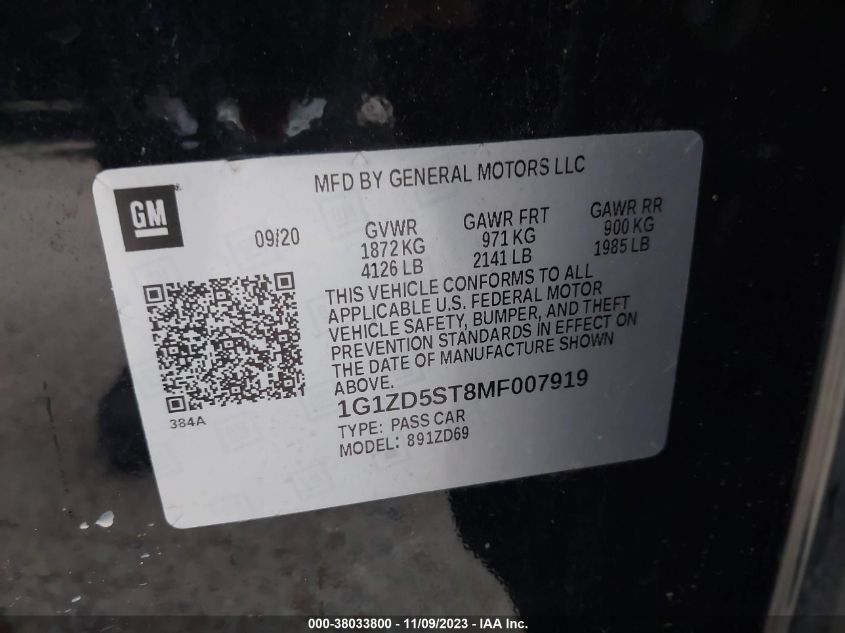 MFD BY GENERAL MOTORS LLC
GM
09/20
GVWR
1872 KG
4126 LB
GAWR FRT
971 KG
2141 LB
GAWR RR
900 KG
1985 LB
THIS VEHICLE CONFORMS TO ALL
APPLICABLE U.S. FEDERAL MOTOR
VEHICLE SAFETY, BUMPER, AND THEFT
PREVENTION STANDARDS IN EFFECT ON
THE DATE OF MANUFACTURE SHOWN
ABOVE.
1G1ZD5ST8MF007919
TYPE: PASS CAR
MODEL: 891ZD69
384A
000-38033800 - 11/09/2023 - IAA Inc.